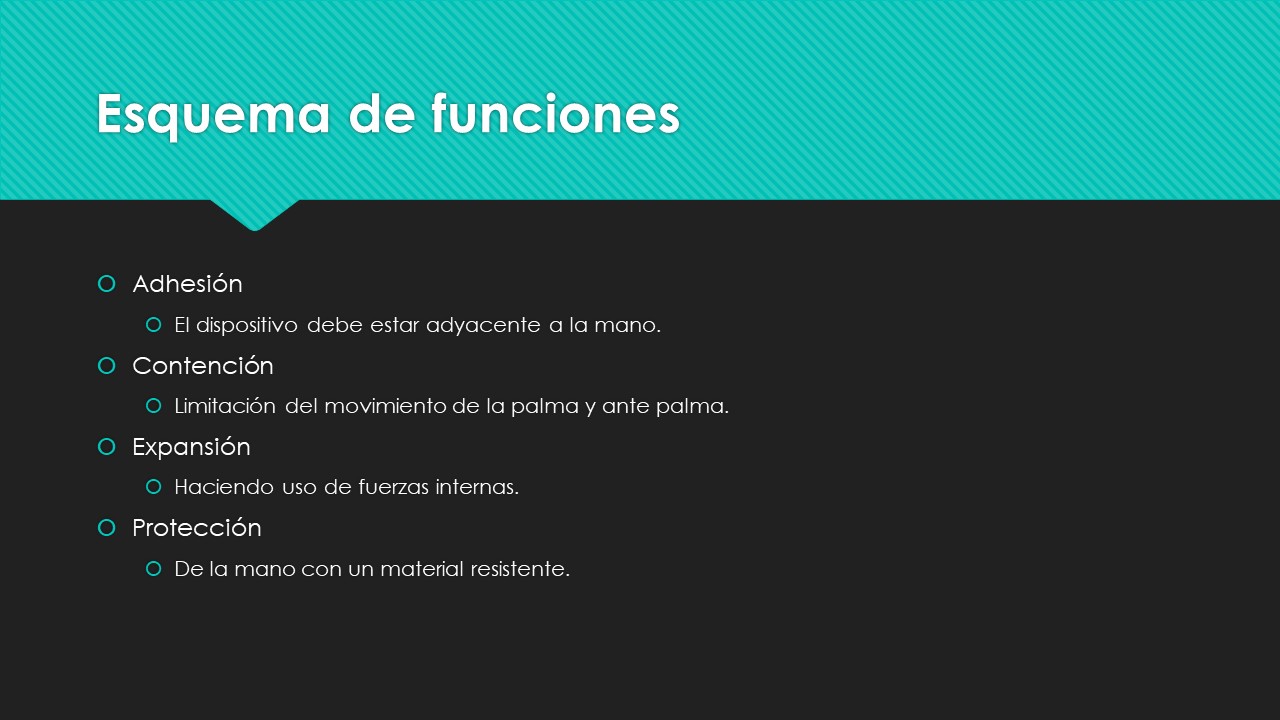 Esquema de funciones
Adhesión
El dispositivo debe estar adyacente a la mano.
Contención
Limitación del movimiento de la palma y ante palma.
Expansión
Haciendo uso de fuerzas internas.
Protección
De la mano con un material resistente.